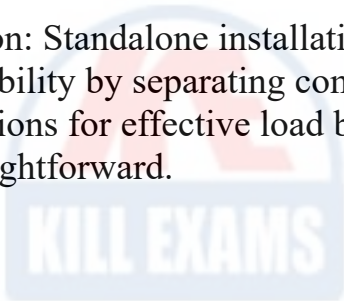 on: Standalone installati
bility by separating con
ions for effective load b
ghtforward.
KILL EXAMS